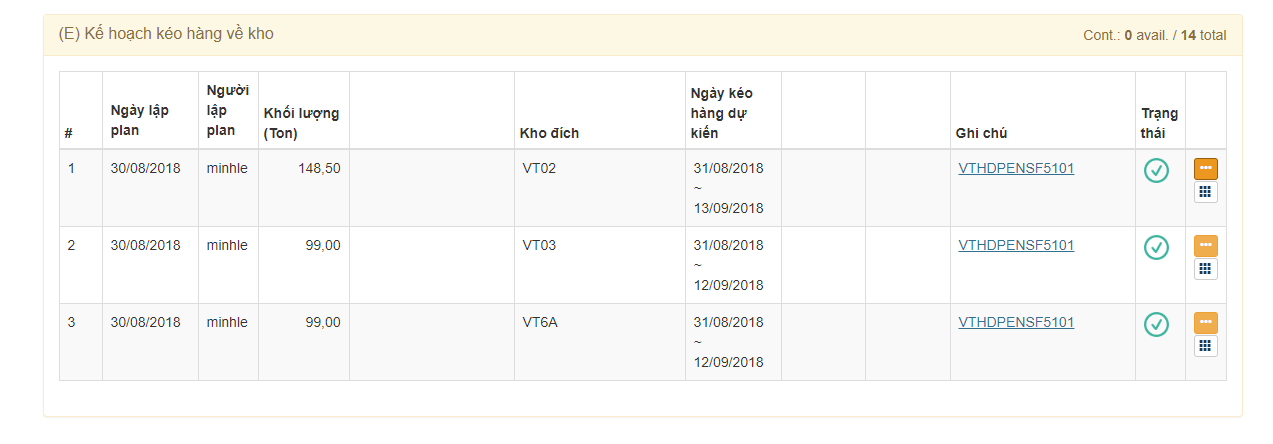 (E) Kế hoạch kéo hàng về kho
Cont.: 0 avail. / 14 total
# Ngày lập plan Người lập plan Khối lượng (Ton) Kho đích Ngày kéo hàng dự kiến Ghi chú Trạng thái
1 30/08/2018 minhle 148,50 VT02 31/08/2018 ~ 13/09/2018 VTHDPENSF5101
2 30/08/2018 minhle 99,00 VT03 31/08/2018 ~ 12/09/2018 VTHDPENSF5101
3 30/08/2018 minhle 99,00 VT6A 31/08/2018 ~ 12/09/2018 VTHDPENSF5101